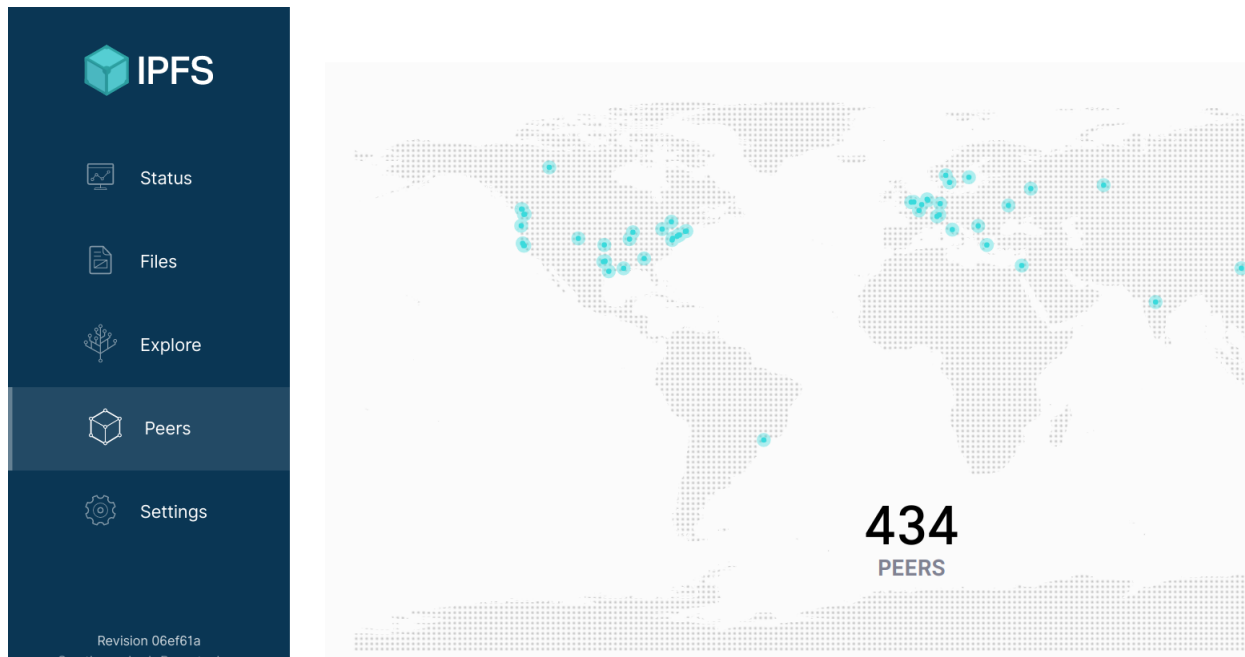 IPFS
Status
Files
Explore
Peers
Settings
Revision 06ef61a
434
PEERS